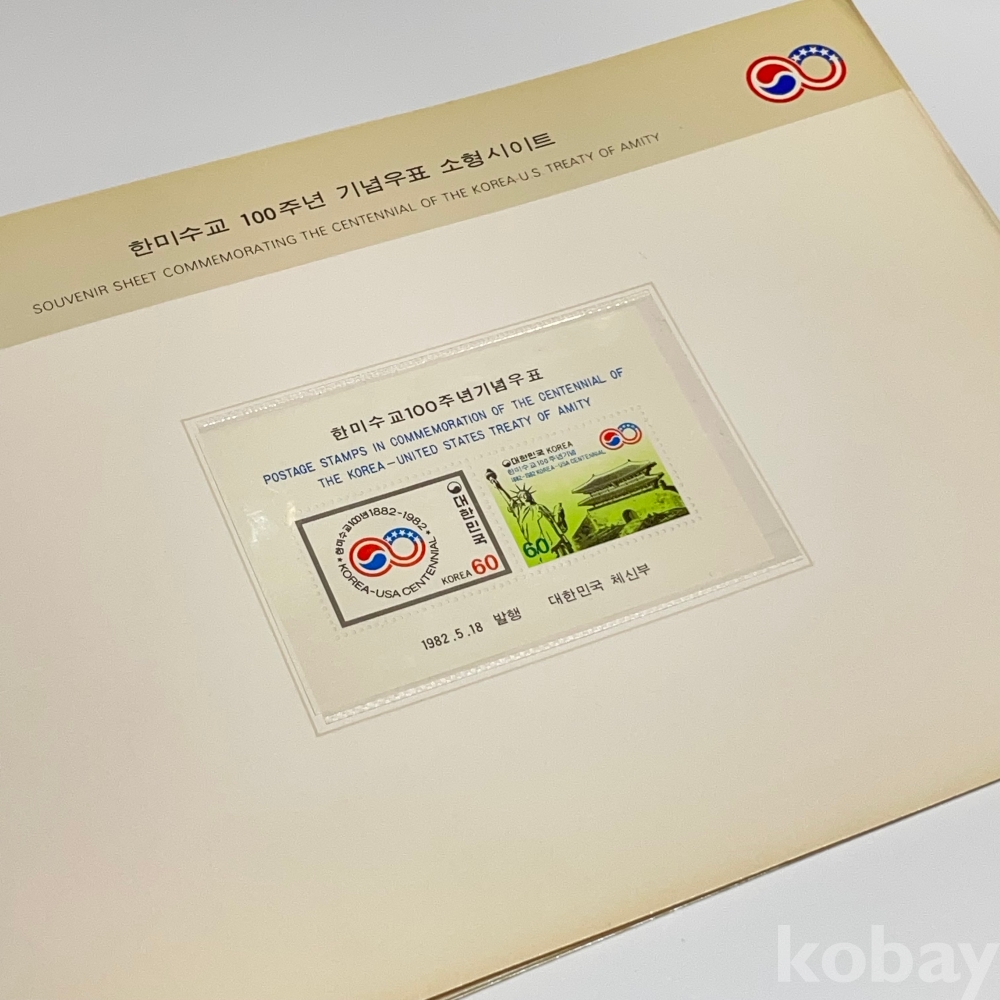 한미수교 100주년 기념우표 소형시이트
SOUVENIR SHEET COMMEMORATING THE CENTENNIAL OF THE KOREA-U.S TREATY OF AMITY
한미수교100주년기념우표
POSTAGE STAMPS IN COMMEMORATION OF THE CENTENNIAL OF
THE KOREA-UNITED STATES TREATY OF AMITY
*한미수교100년1882-1982*
KOREA-USA CENTENNIAL
대한민국
KOREA 60
대한민국 KOREA
한미수교100주년기념
1882-1982 KOREA-USA CENTENNIAL
60
1982.5.18 발행 대한민국 체신부
kobay